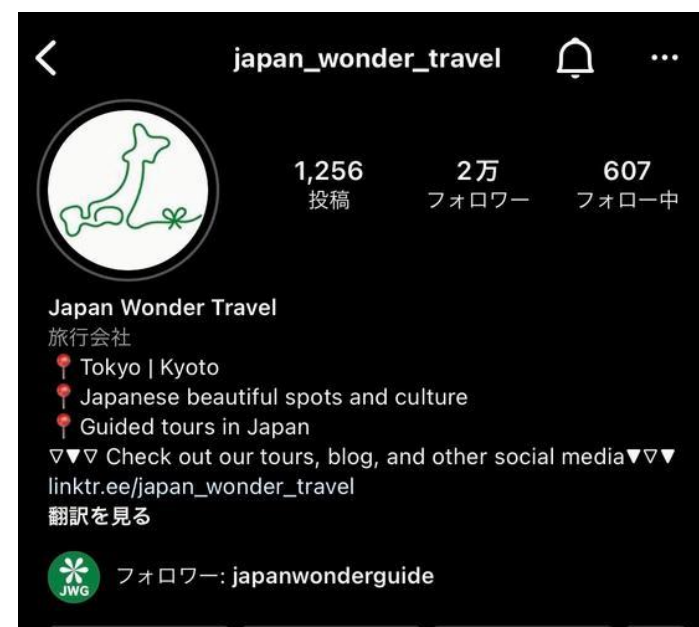 japan_wonder_travel
1,256 2万 607
投稿 フォロワー フォロー中
Japan Wonder Travel
旅行会社
📍 Tokyo | Kyoto
📍 Japanese beautiful spots and culture
📍 Guided tours in Japan
▽▼▽ Check out our tours, blog, and other social media▼▽▼
linktr.ee/japan_wonder_travel
翻訳を見る
JWG フォロワー: japanwonderguide